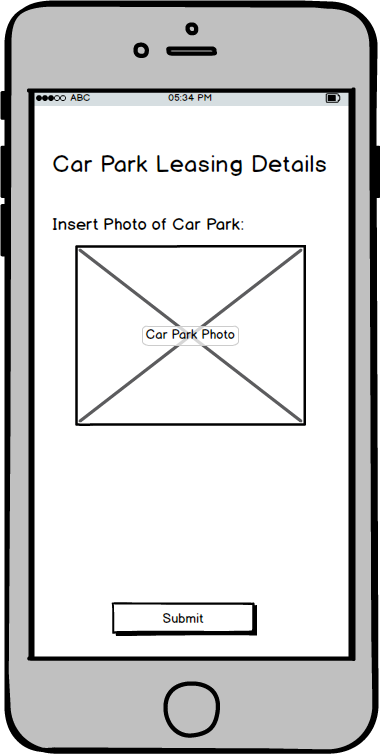 ABC 05:34 PM
Car Park Leasing Details
Insert Photo of Car Park:
Car Park Photo
Submit